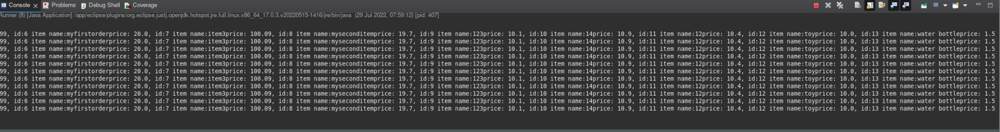 Console Problems Debug Shell Coverage
Runner (8) [Java Application] /app/eclipse/plugins/org.eclipse.justj.openjdk.hotspot.jre.full.linux.x86_64_17.0.3.v20220515-1416/jre/bin/java (29 Jul 2022, 07:59:12) [pid: 407]
99, id:6 item name:myfirstorderprice: 20.0, id:7 item name:item3price: 100.09, id:8 item name:myseconditemprice: 19.7, id:9 item name:123price: 10.1, id:10 item name:14price: 10.9, id:11 item name:12price: 10.4, id:12 item name:toyprice: 10.0, id:13 item name:water bottleprice: 1.5]
99, id:6 item name:myfirstorderprice: 20.0, id:7 item name:item3price: 100.09, id:8 item name:myseconditemprice: 19.7, id:9 item name:123price: 10.1, id:10 item name:14price: 10.9, id:11 item name:12price: 10.4, id:12 item name:toyprice: 10.0, id:13 item name:water bottleprice: 1.5]
99, id:6 item name:myfirstorderprice: 20.0, id:7 item name:item3price: 100.09, id:8 item name:myseconditemprice: 19.7, id:9 item name:123price: 10.1, id:10 item name:14price: 10.9, id:11 item name:12price: 10.4, id:12 item name:toyprice: 10.0, id:13 item name:water bottleprice: 1.5]
99, id:6 item name:myfirstorderprice: 20.0, id:7 item name:item3price: 100.09, id:8 item name:myseconditemprice: 19.7, id:9 item name:123price: 10.1, id:10 item name:14price: 10.9, id:11 item name:12price: 10.4, id:12 item name:toyprice: 10.0, id:13 item name:water bottleprice: 1.5]
99, id:6 item name:myfirstorderprice: 20.0, id:7 item name:item3price: 100.09, id:8 item name:myseconditemprice: 19.7, id:9 item name:123price: 10.1, id:10 item name:14price: 10.9, id:11 item name:12price: 10.4, id:12 item name:toyprice: 10.0, id:13 item name:water bottleprice: 1.5]
99, id:6 item name:myfirstorderprice: 20.0, id:7 item name:item3price: 100.09, id:8 item name:myseconditemprice: 19.7, id:9 item name:123price: 10.1, id:10 item name:14price: 10.9, id:11 item name:12price: 10.4, id:12 item name:toyprice: 10.0, id:13 item name:water bottleprice: 1.5]
99, id:6 item name:myfirstorderprice: 20.0, id:7 item name:item3price: 100.09, id:8 item name:myseconditemprice: 19.7, id:9 item name:123price: 10.1, id:10 item name:14price: 10.9, id:11 item name:12price: 10.4, id:12 item name:toyprice: 10.0, id:13 item name:water bottleprice: 1.5]
99, id:6 item name:myfirstorderprice: 20.0, id:7 item name:item3price: 100.09, id:8 item name:myseconditemprice: 19.7, id:9 item name:123price: 10.1, id:10 item name:14price: 10.9, id:11 item name:12price: 10.4, id:12 item name:toyprice: 10.0, id:13 item name:water bottleprice: 1.5]
99, id:6 item name:myfirstorderprice: 20.0, id:7 item name:item3price: 100.09, id:8 item name:myseconditemprice: 19.7, id:9 item name:123price: 10.1, id:10 item name:14price: 10.9, id:11 item name:12price: 10.4, id:12 item name:toyprice: 10.0, id:13 item name:water bottleprice: 1.5]
99, id:6 item name:myfirstorderprice: 20.0, id:7 item name:item3price: 100.09, id:8 item name:myseconditemprice: 19.7, id:9 item name:123price: 10.1, id:10 item name:14price: 10.9, id:11 item name:12price: 10.4, id:12 item name:toyprice: 10.0, id:13 item name:water bottleprice: 1.5]
99, id:6 item name:myfirstorderprice: 20.0, id:7 item name:item3price: 100.09, id:8 item name:myseconditemprice: 19.7, id:9 item name:123price: 10.1, id:10 item name:14price: 10.9, id:11 item name:12price: 10.4, id:12 item name:toyprice: 10.0, id:13 item name:water bottleprice: 1.5]